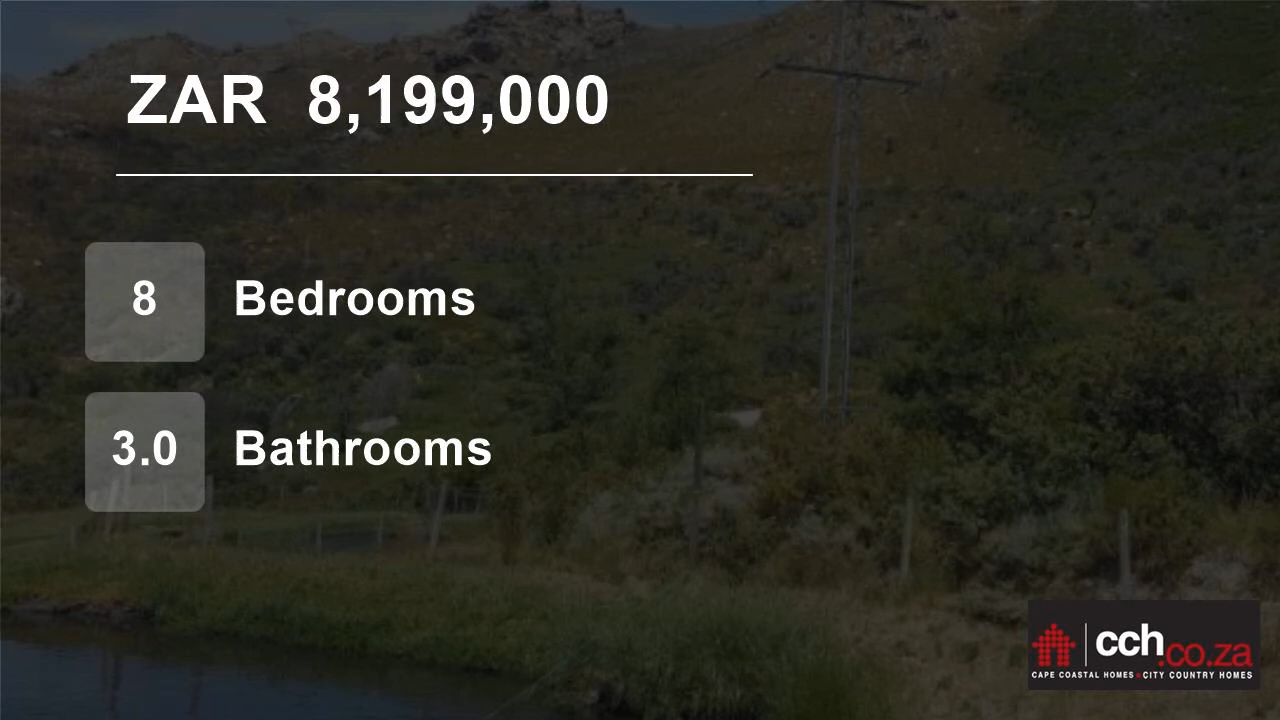 ZAR 8,199,000
8 Bedrooms
3.0 Bathrooms
cch.co.za
CAPE COASTAL HOMES CITY COUNTRY HOMES